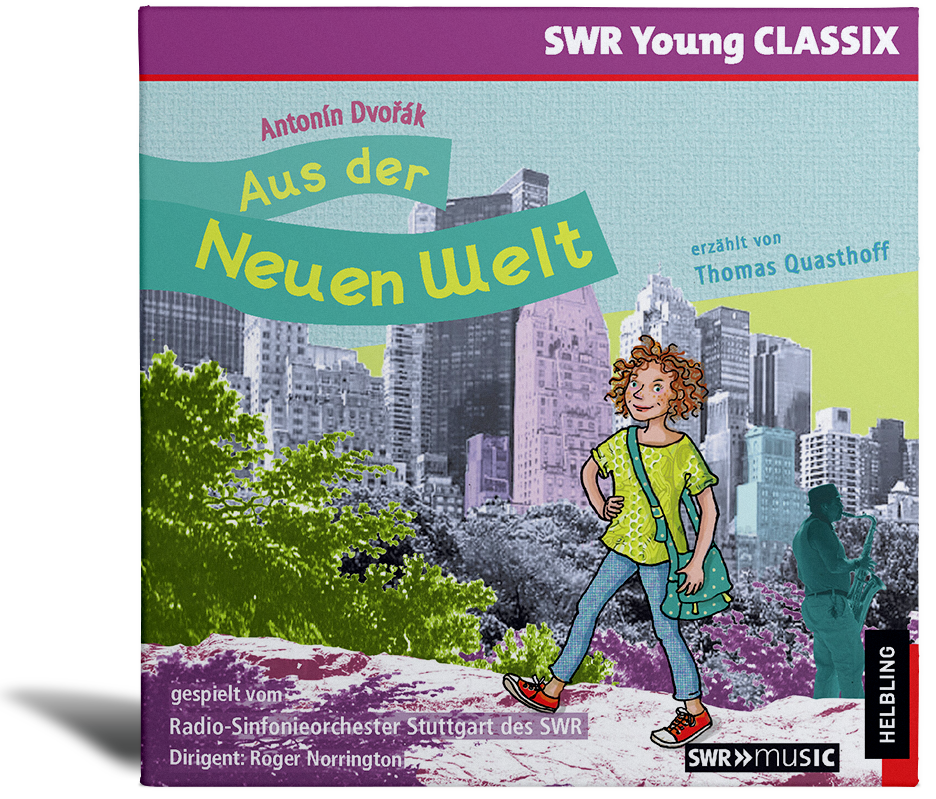 SWR Young CLASSIX
Antonín Dvořák
Aus der
Neuen Welt
erzählt von
Thomas Quasthoff
gespielt vom
Radio-Sinfonieorchester Stuttgart des SWR
Dirigent: Roger Norrington
SWR»MUSIC
HELBLING